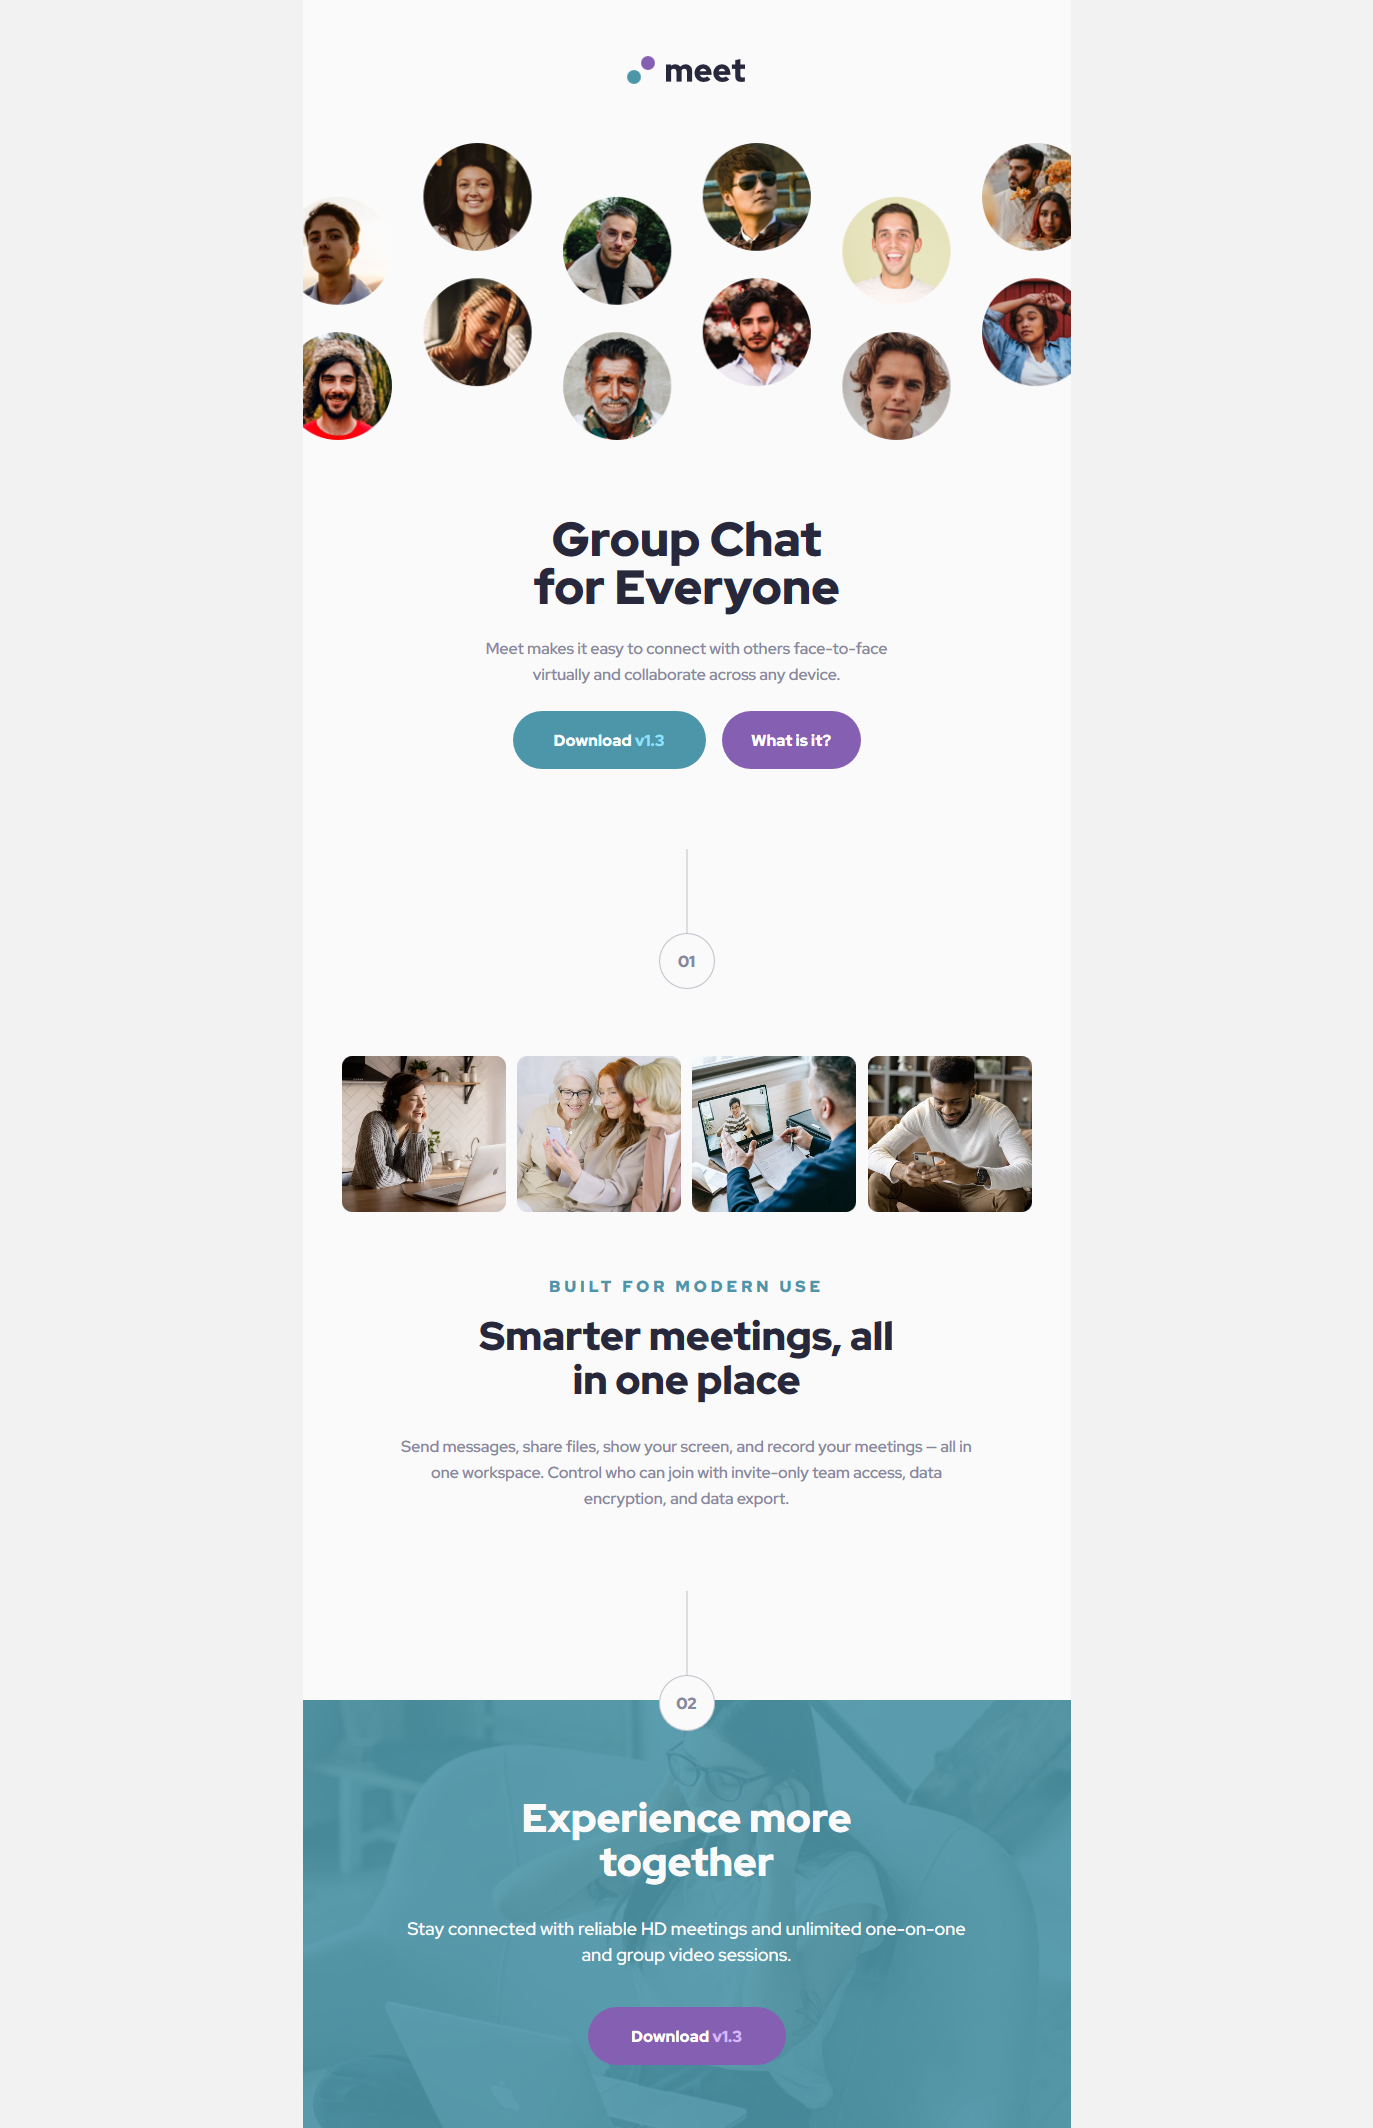 meet
Group Chat
for Everyone
Meet makes it easy to connect with others face-to-face
virtually and collaborate across any device.
Download v1.3
What is it?
01
BUILT FOR MODERN USE
Smarter meetings, all
in one place
Send messages, share files, show your screen, and record your meetings — all in
one workspace. Control who can join with invite-only team access, data
encryption, and data export.
02
Experience more
together
Stay connected with reliable HD meetings and unlimited one-on-one
and group video sessions.
Download v1.3